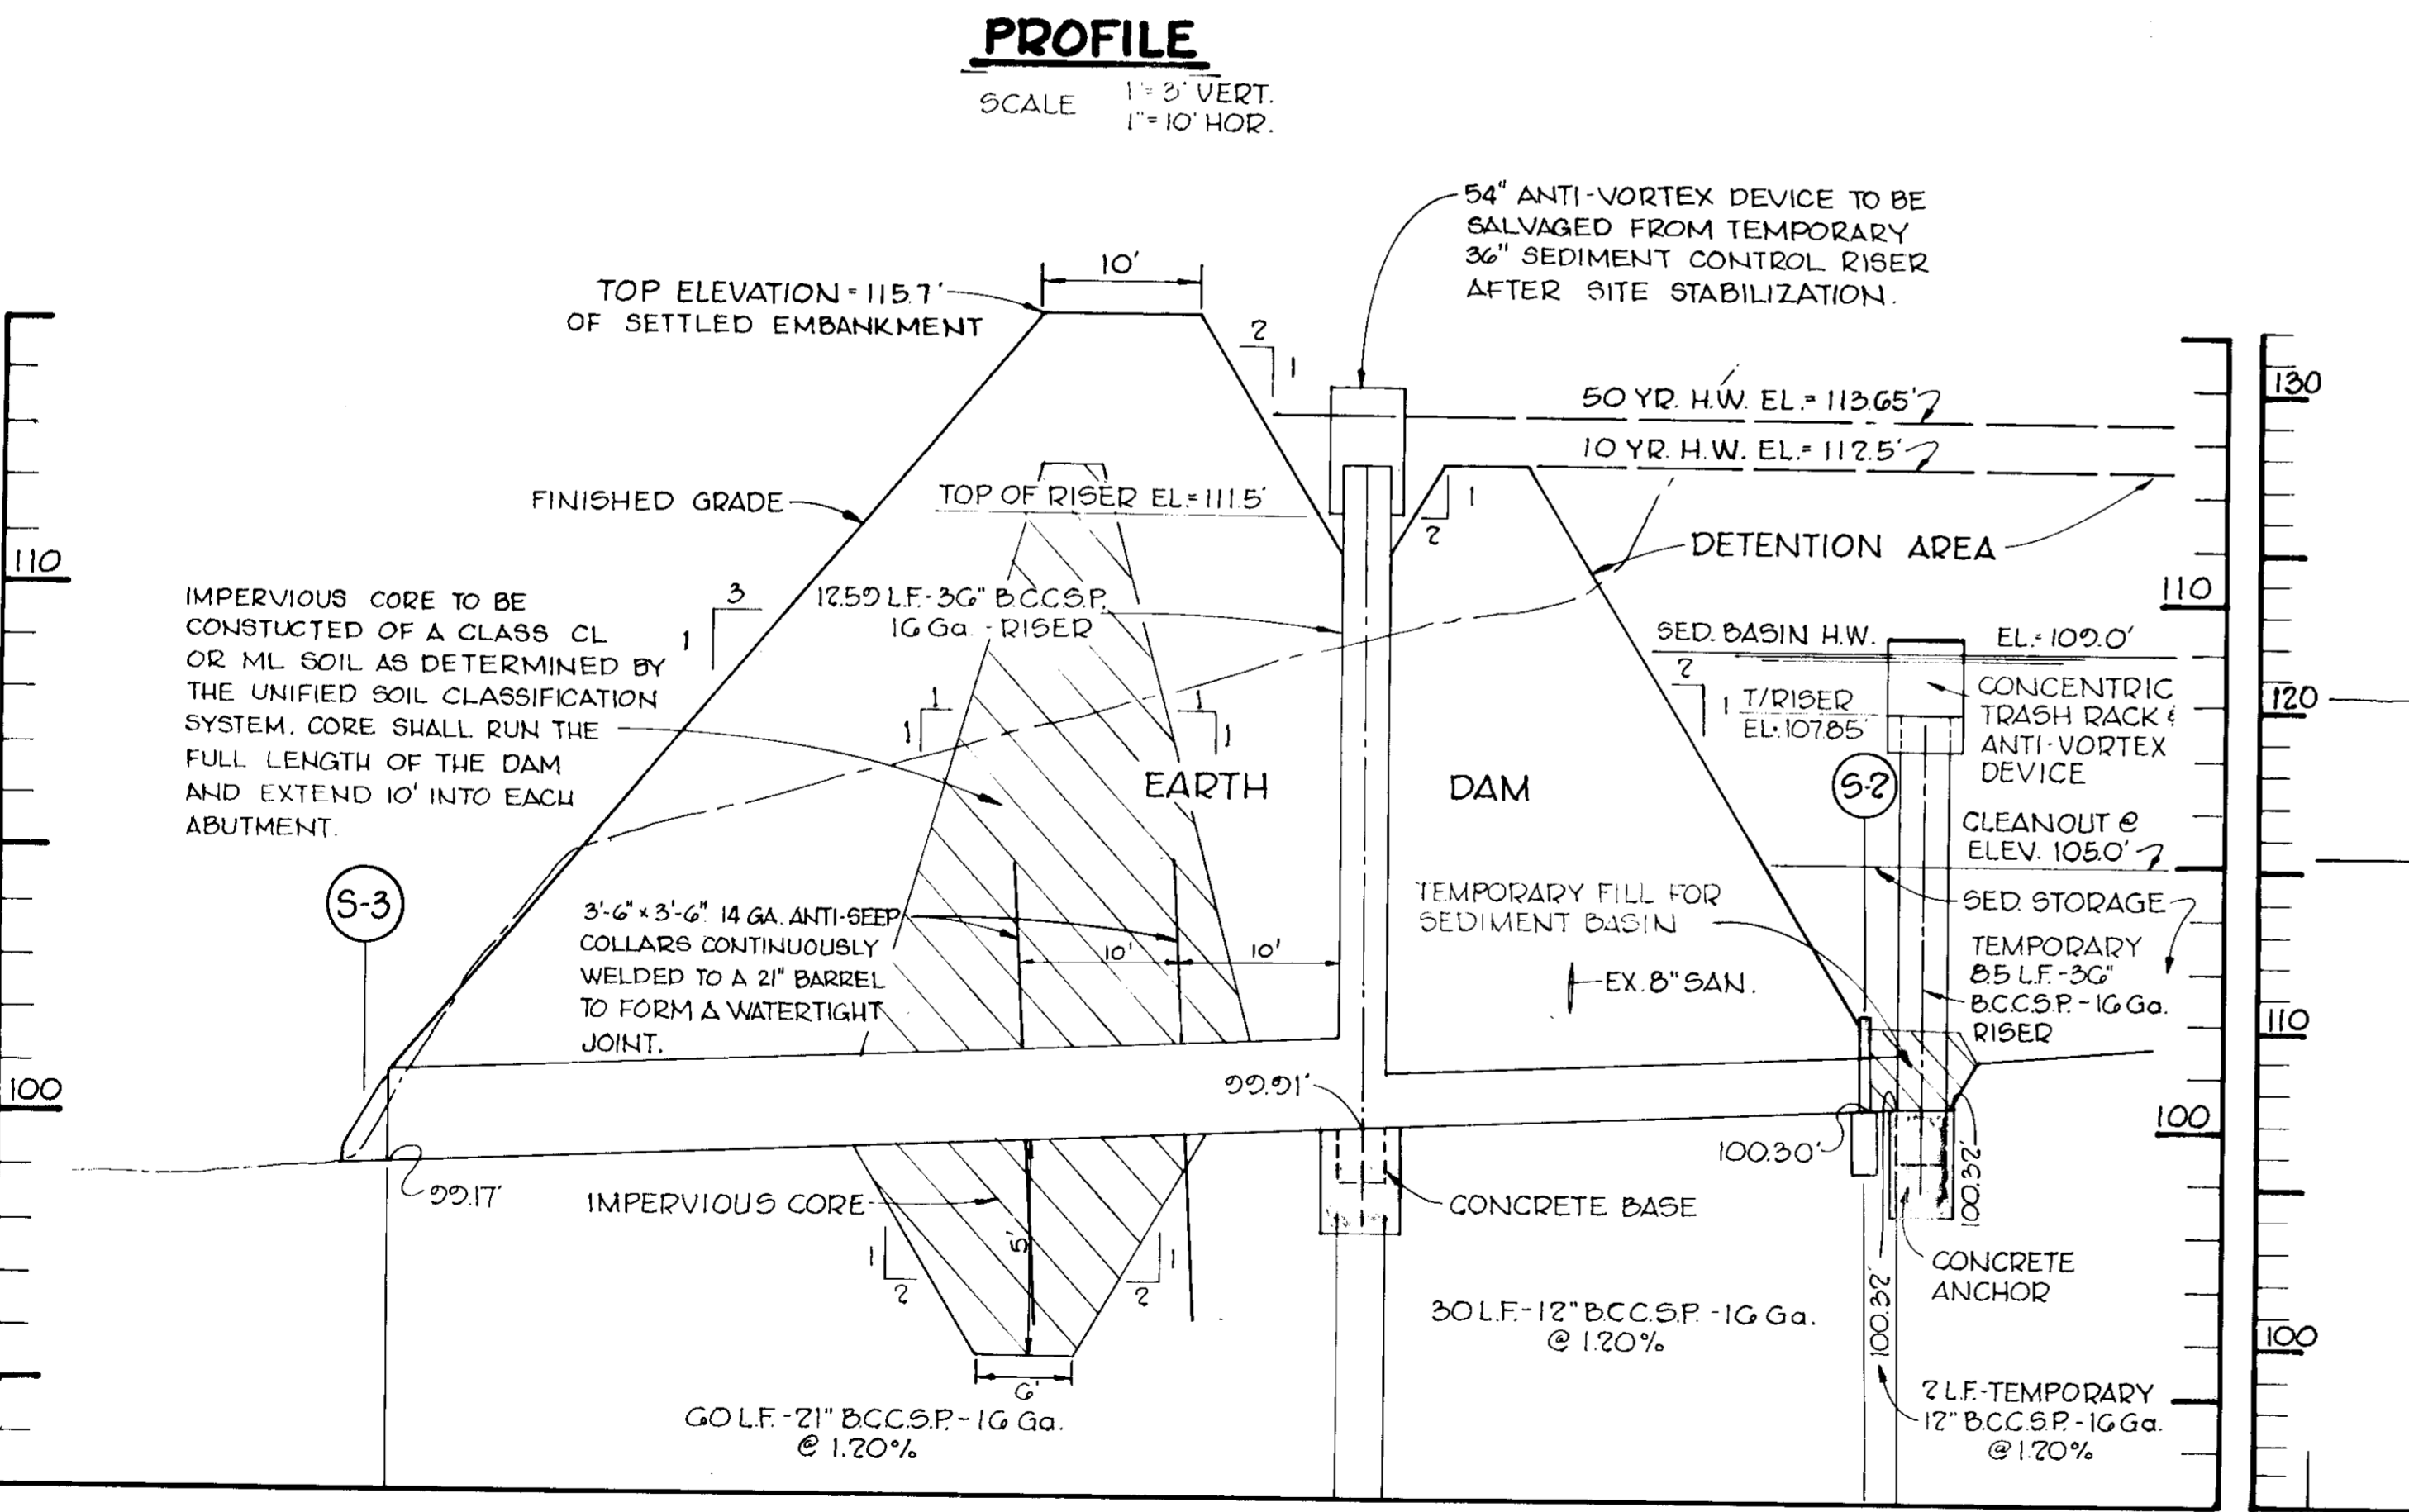 PROFILE
SCALE
1"=3' VERT.
1"=10' HOR.
54" ANTI-VORTEX DEVICE TO BE
SALVAGED FROM TEMPORARY
36" SEDIMENT CONTROL RISER
AFTER SITE STABILIZATION.
10'
TOP ELEVATION = 115.7'
OF SETTLED EMBANKMENT
2
1
50 YR. H.W. EL.= 113.65'
10 YR. H.W. EL.= 112.5'
130
FINISHED GRADE
TOP OF RISER EL.= 111.5'
1
2
DETENTION AREA
110
110
IMPERVIOUS CORE TO BE
CONSTUCTED OF A CLASS CL
OR ML SOIL AS DETERMINED BY
THE UNIFIED SOIL CLASSIFICATION
SYSTEM. CORE SHALL RUN THE
FULL LENGTH OF THE DAM
AND EXTEND 10' INTO EACH
ABUTMENT.
3
1
12.59 L.F.-36" B.C.C.S.P.
16 Ga. - RISER
SED. BASIN H.W. EL.= 109.0'
2
1
T/RISER
EL. 107.85'
CONCENTRIC
TRASH RACK &
ANTI-VORTEX
DEVICE
120
1
1
1
1
EARTH DAM
S-2
CLEANOUT @
ELEV. 105.0'
S-3
3'-6" x 3'-6" 14 GA. ANTI-SEEP
COLLARS CONTINUOUSLY
WELDED TO A 21" BARREL
TO FORM A WATERTIGHT
JOINT.
10'
10'
TEMPORARY FILL FOR
SEDIMENT BASIN
SED. STORAGE
EX. 8" SAN.
TEMPORARY
8.5 L.F.-36"
B.C.C.S.P.-16 Ga.
RISER
110
100
99.91'
100
100.30'
100.32'
99.17'
IMPERVIOUS CORE
5'
CONCRETE BASE
1
2
1
2
CONCRETE
ANCHOR
100.32'
30 L.F.-12" B.C.C.S.P.-16 Ga.
@ 1.20%
100
6'
60 L.F.-21" B.C.C.S.P.-16 Ga.
@ 1.20%
2 L.F.-TEMPORARY
12" B.C.C.S.P.-16 Ga.
@ 1.20%